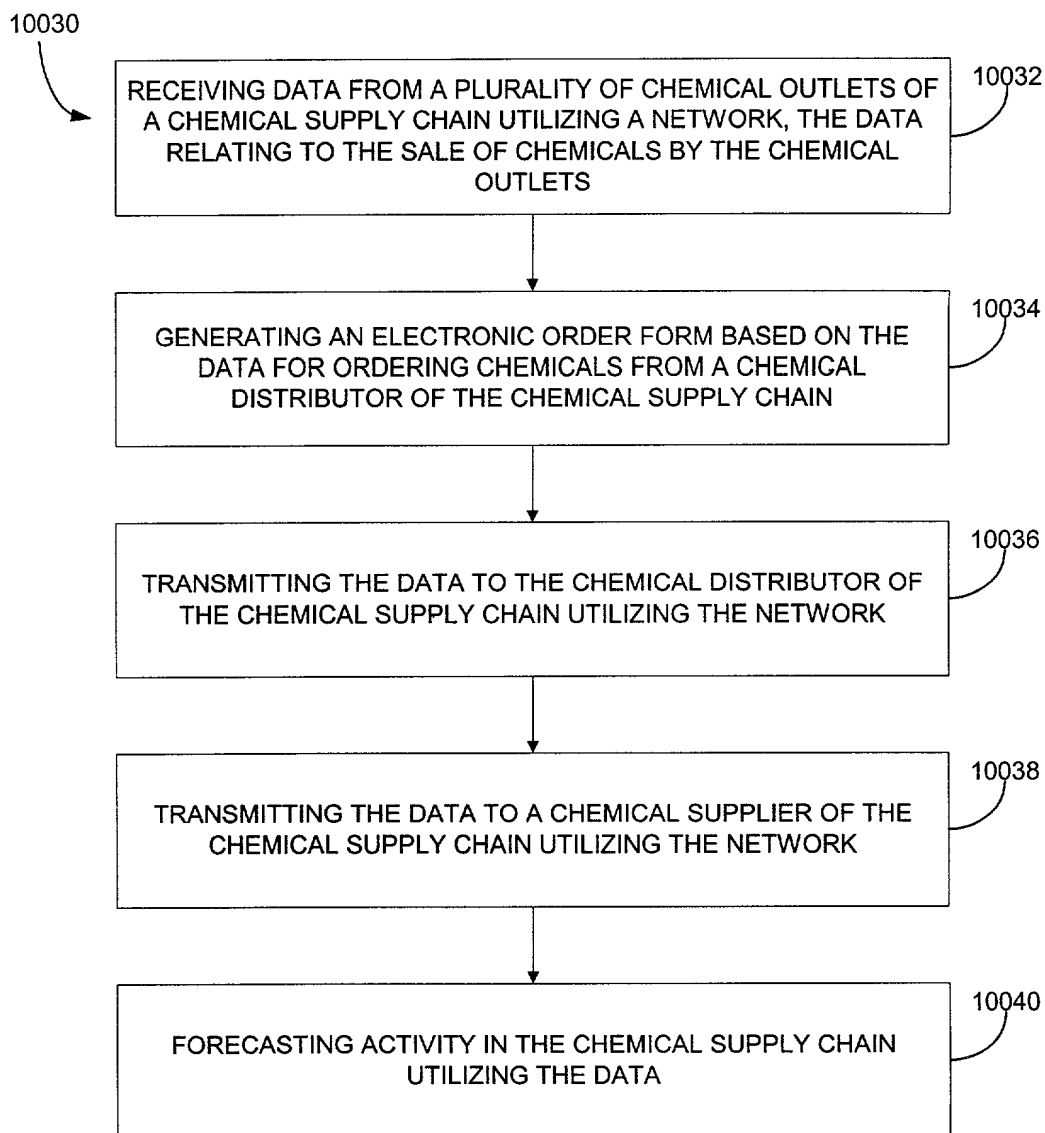 10030
RECEIVING DATA FROM A PLURALITY OF CHEMICAL OUTLETS OF
A CHEMICAL SUPPLY CHAIN UTILIZING A NETWORK, THE DATA
RELATING TO THE SALE OF CHEMICALS BY THE CHEMICAL
OUTLETS
10032
GENERATING AN ELECTRONIC ORDER FORM BASED ON THE
DATA FOR ORDERING CHEMICALS FROM A CHEMICAL
DISTRIBUTOR OF THE CHEMICAL SUPPLY CHAIN
10034
TRANSMITTING THE DATA TO THE CHEMICAL DISTRIBUTOR OF
THE CHEMICAL SUPPLY CHAIN UTILIZING THE NETWORK
10036
TRANSMITTING THE DATA TO A CHEMICAL SUPPLIER OF THE
CHEMICAL SUPPLY CHAIN UTILIZING THE NETWORK
10038
FORECASTING ACTIVITY IN THE CHEMICAL SUPPLY CHAIN
UTILIZING THE DATA
10040